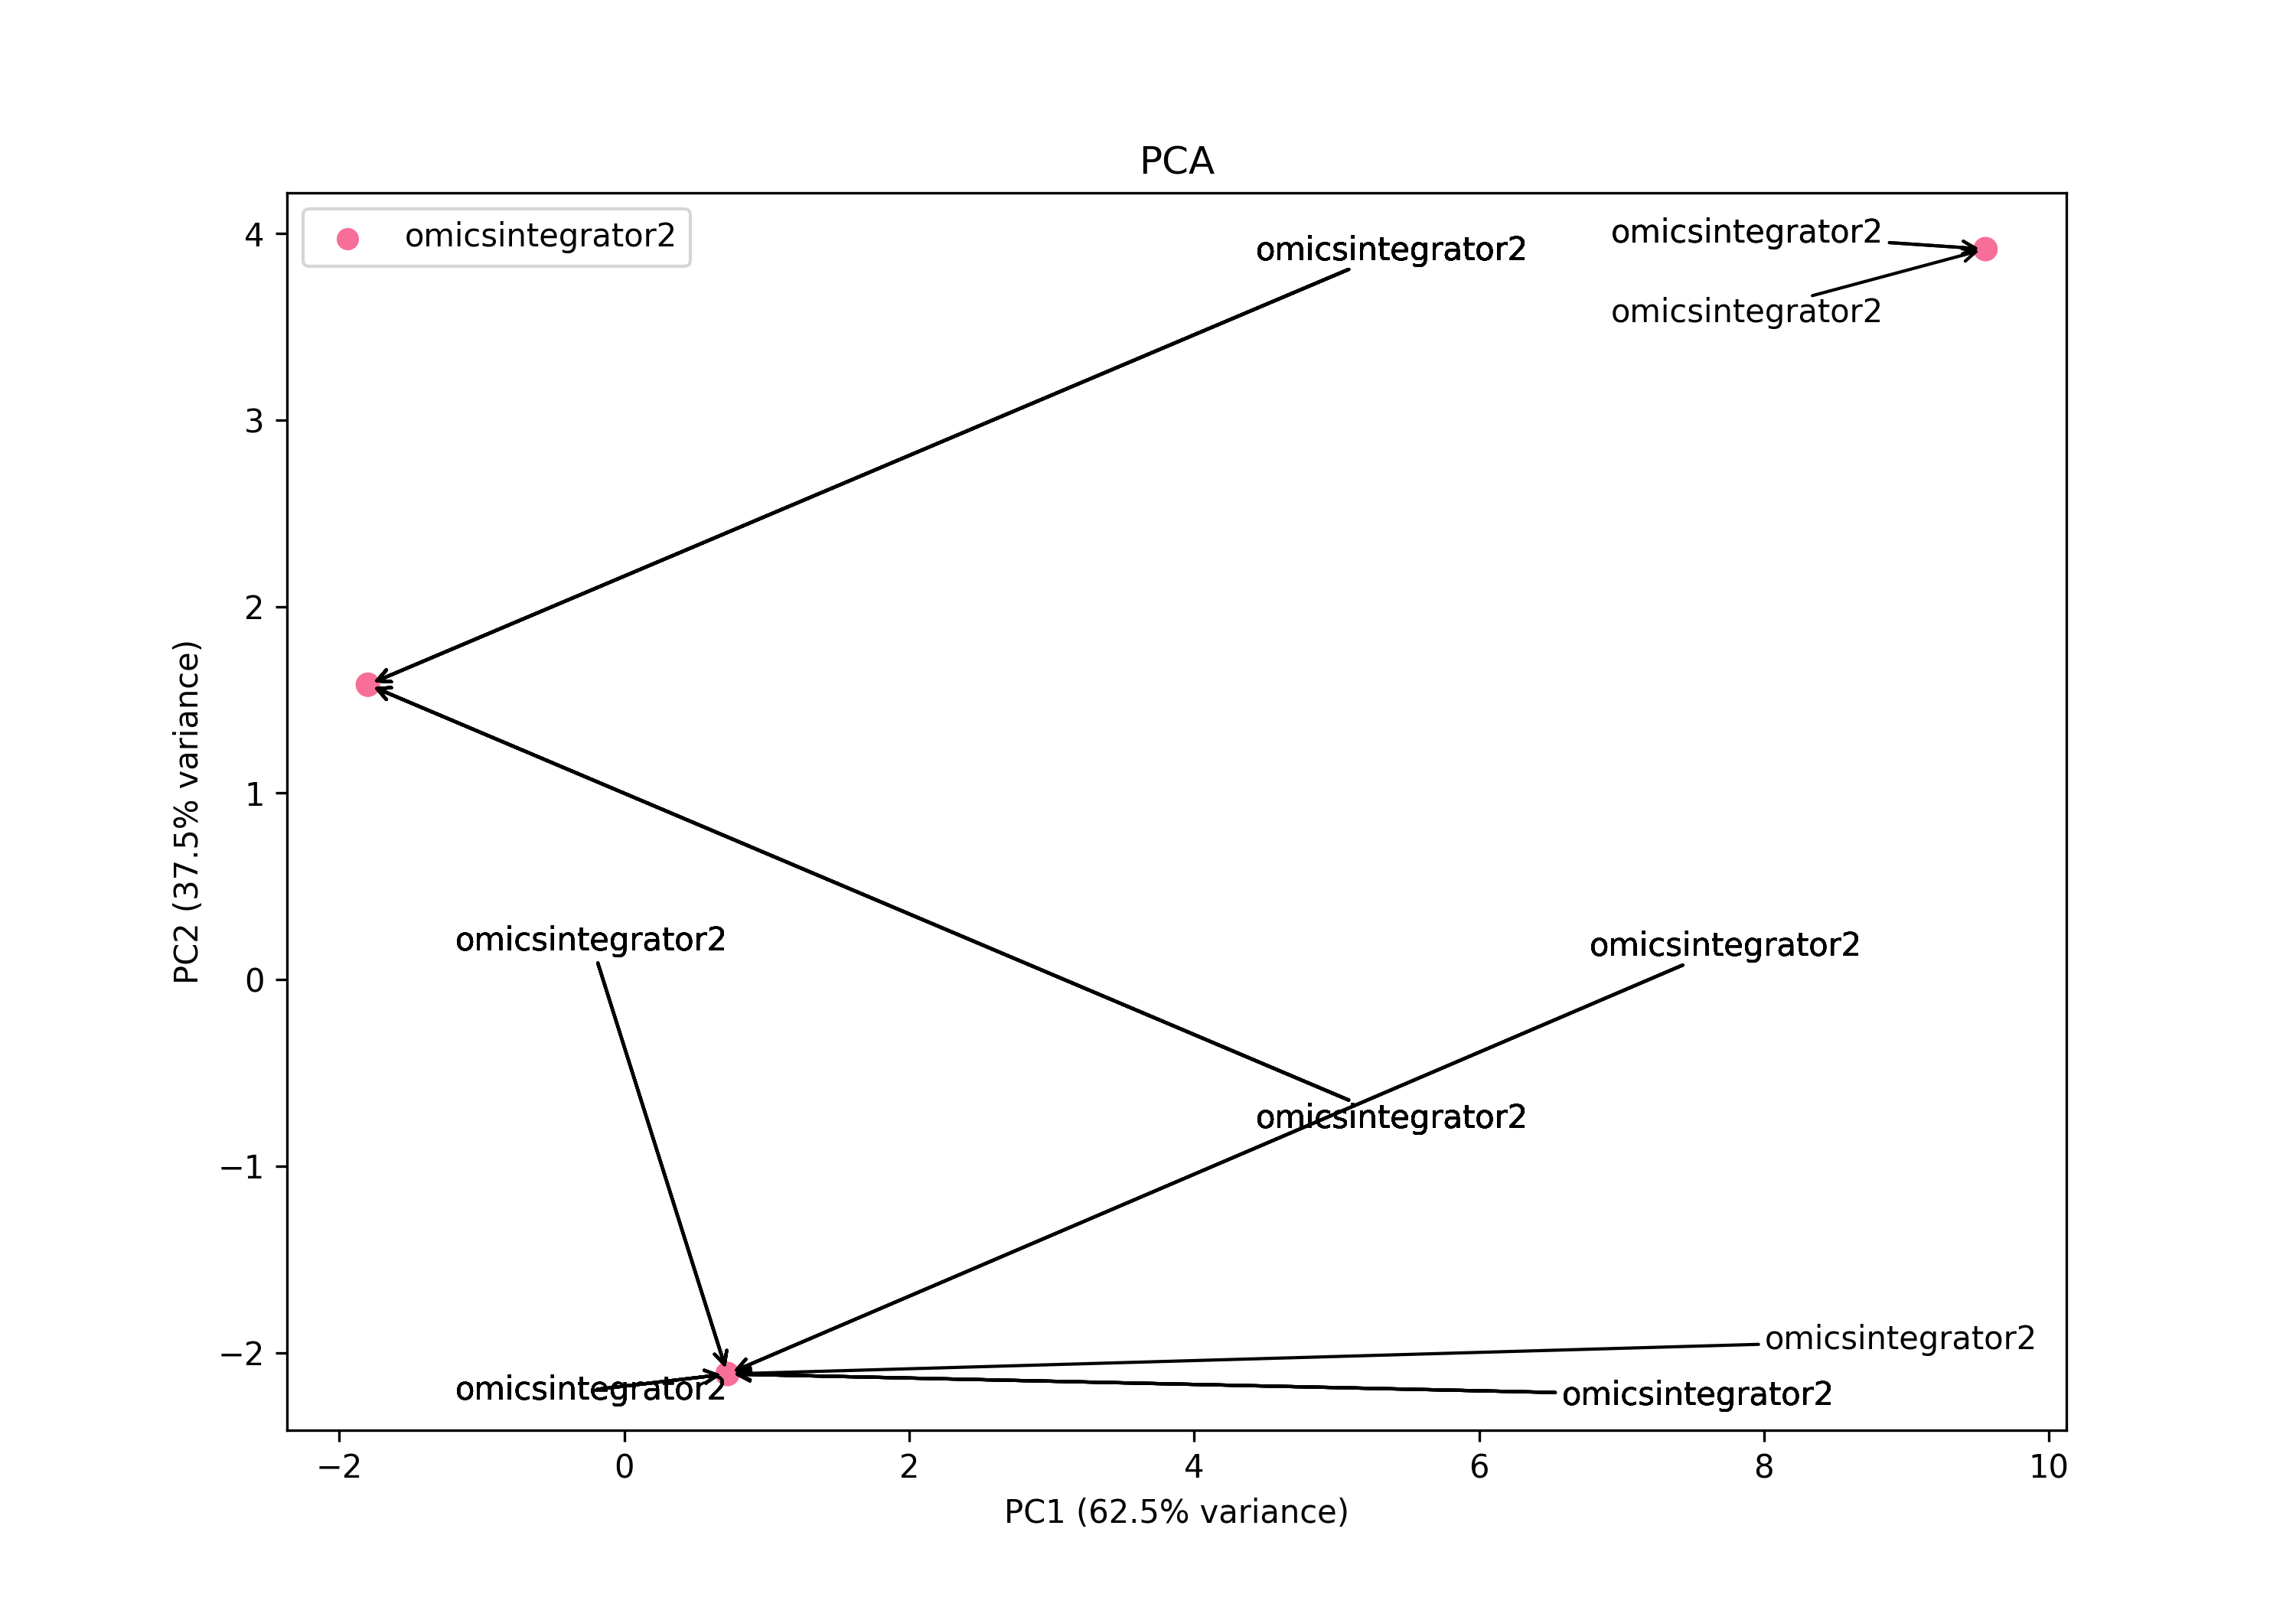 PCA
omicsintegrator2
omicsintegrator2
omicsintegrator2
omicsintegrator2
omicsintegrator2
omicsintegrator2
omicsintegrator2
omicsintegrator2
omicsintegrator2
omicsintegrator2
4
3
2
1
0
−1
−2
PC2 (37.5% variance)
−2 0 2 4 6 8 10
PC1 (62.5% variance)